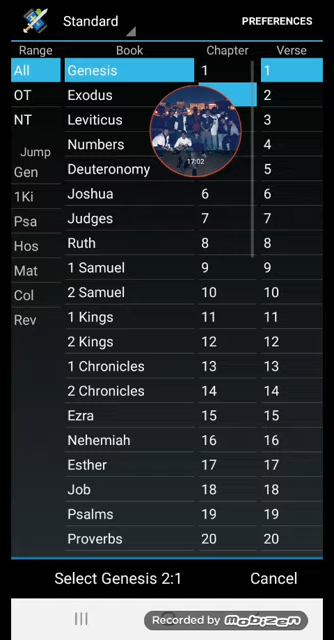 Standard PREFERENCES
Range Book Chapter Verse
All Genesis 1 1
OT Exodus 2
NT Leviticus 3
Jump Numbers 4
Gen Deuteronomy 5
1Ki Joshua 6 6
Psa Judges 7 7
Hos Ruth 8 8
Mat 1 Samuel 9 9
Col 2 Samuel 10 10
Rev 1 Kings 11 11
2 Kings 12 12
1 Chronicles 13 13
2 Chronicles 14 14
Ezra 15 15
Nehemiah 16 16
Esther 17 17
Job 18 18
Psalms 19 19
Proverbs 20 20
17:02
Select Genesis 2:1 Cancel
Recorded by mobizen